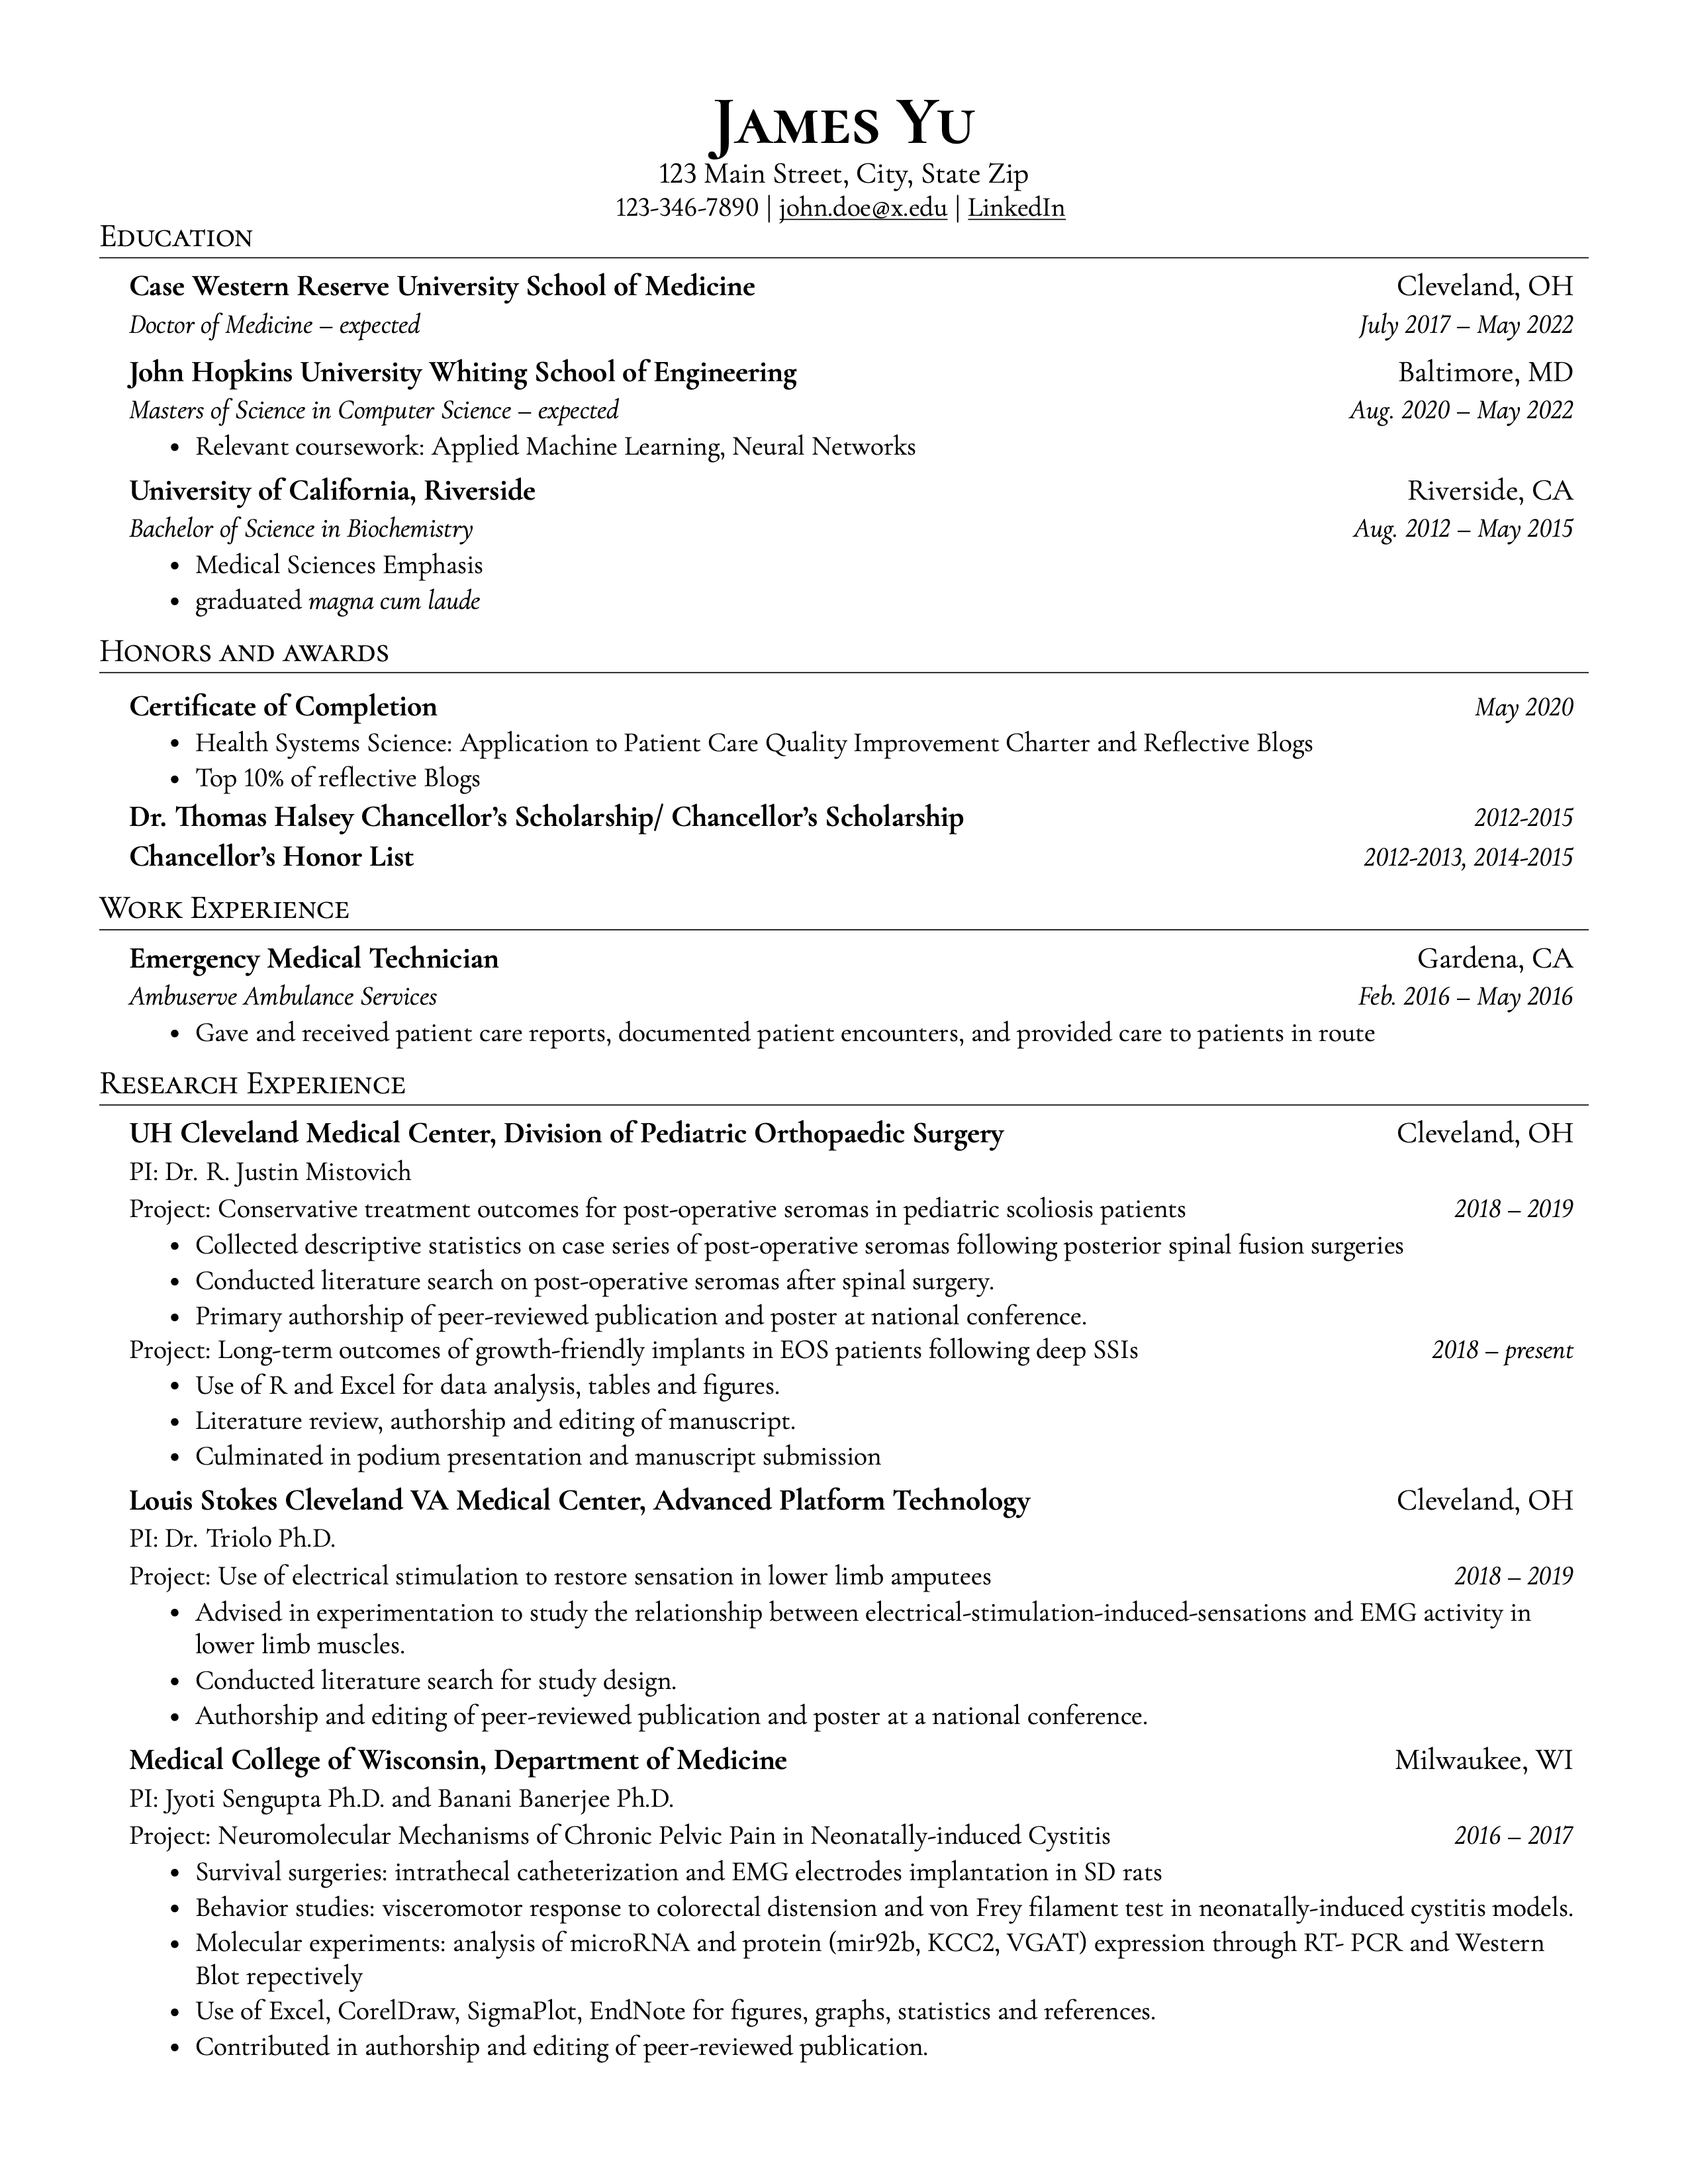 James Yu
123 Main Street, City, State Zip
123-346-7890 | john.doe@x.edu | LinkedIn
Education
Case Western Reserve University School of Medicine Cleveland, OH
Doctor of Medicine – expected July 2017 – May 2022
John Hopkins University Whiting School of Engineering Baltimore, MD
Masters of Science in Computer Science – expected Aug. 2020 – May 2022
• Relevant coursework: Applied Machine Learning, Neural Networks
University of California, Riverside Riverside, CA
Bachelor of Science in Biochemistry Aug. 2012 – May 2015
• Medical Sciences Emphasis
• graduated magna cum laude
Honors and awards
Certificate of Completion May 2020
• Health Systems Science: Application to Patient Care Quality Improvement Charter and Reflective Blogs
• Top 10% of reflective Blogs
Dr. Thomas Halsey Chancellor’s Scholarship/ Chancellor’s Scholarship 2012-2015
Chancellor’s Honor List 2012-2013, 2014-2015
Work Experience
Emergency Medical Technician Gardena, CA
Ambuserve Ambulance Services Feb. 2016 – May 2016
• Gave and received patient care reports, documented patient encounters, and provided care to patients in route
Research Experience
UH Cleveland Medical Center, Division of Pediatric Orthopaedic Surgery Cleveland, OH
PI: Dr. R. Justin Mistovich
Project: Conservative treatment outcomes for post-operative seromas in pediatric scoliosis patients 2018 – 2019
• Collected descriptive statistics on case series of post-operative seromas following posterior spinal fusion surgeries
• Conducted literature search on post-operative seromas after spinal surgery.
• Primary authorship of peer-reviewed publication and poster at national conference.
Project: Long-term outcomes of growth-friendly implants in EOS patients following deep SSIs 2018 – present
• Use of R and Excel for data analysis, tables and figures.
• Literature review, authorship and editing of manuscript.
• Culminated in podium presentation and manuscript submission
Louis Stokes Cleveland VA Medical Center, Advanced Platform Technology Cleveland, OH
PI: Dr. Triolo Ph.D.
Project: Use of electrical stimulation to restore sensation in lower limb amputees 2018 – 2019
• Advised in experimentation to study the relationship between electrical-stimulation-induced-sensations and EMG activity in
lower limb muscles.
• Conducted literature search for study design.
• Authorship and editing of peer-reviewed publication and poster at a national conference.
Medical College of Wisconsin, Department of Medicine Milwaukee, WI
PI: Jyoti Sengupta Ph.D. and Banani Banerjee Ph.D.
Project: Neuromolecular Mechanisms of Chronic Pelvic Pain in Neonatally-induced Cystitis 2016 – 2017
• Survival surgeries: intrathecal catheterization and EMG electrodes implantation in SD rats
• Behavior studies: visceromotor response to colorectal distension and von Frey filament test in neonatally-induced cystitis models.
• Molecular experiments: analysis of microRNA and protein (mir92b, KCC2, VGAT) expression through RT- PCR and Western
Blot repectively
• Use of Excel, CorelDraw, SigmaPlot, EndNote for figures, graphs, statistics and references.
• Contributed in authorship and editing of peer-reviewed publication.